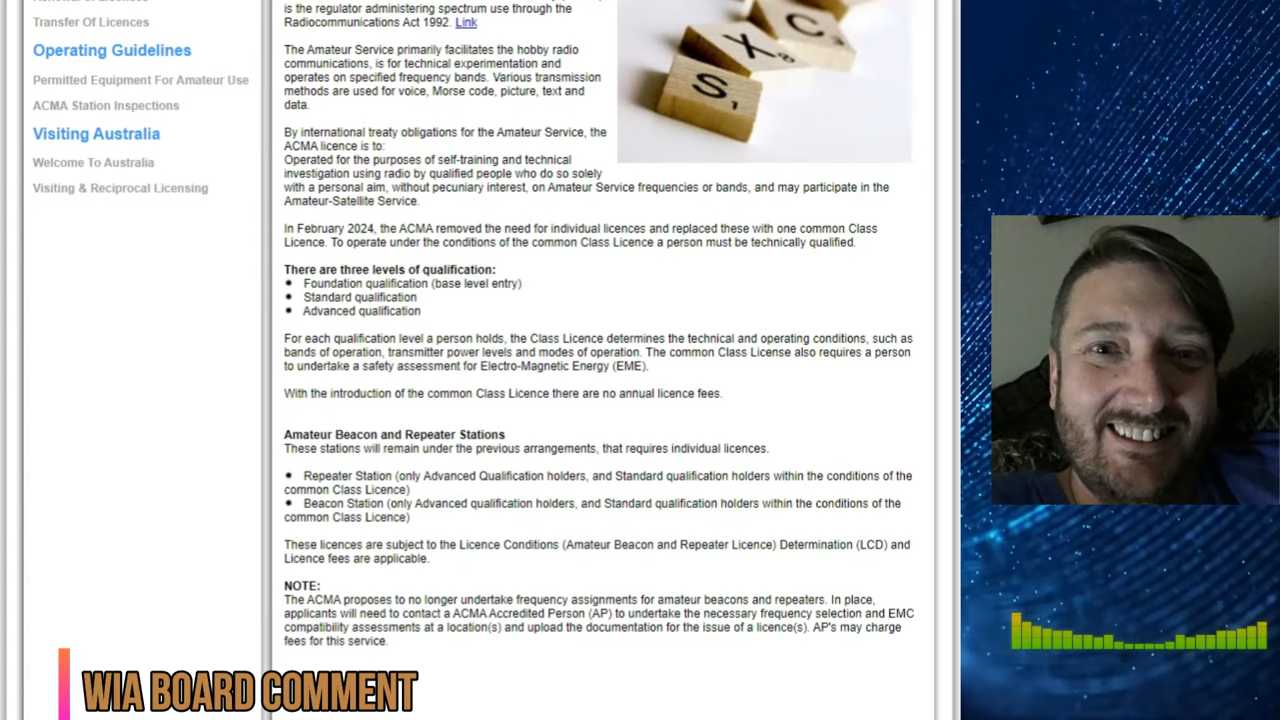 Transfer Of Licences
Operating Guidelines
Permitted Equipment For Amateur Use
ACMA Station Inspections
Visiting Australia
Welcome To Australia
Visiting & Reciprocal Licensing
is the regulator administering spectrum use through the
Radiocommunications Act 1992. Link
The Amateur Service primarily facilitates the hobby radio
communications, is for technical experimentation and
operates on specified frequency bands. Various transmission
methods are used for voice, Morse code, picture, text and
data.
By international treaty obligations for the Amateur Service, the
ACMA licence is to:
Operated for the purposes of self-training and technical
investigation using radio by qualified people who do so solely
with a personal aim, without pecuniary interest, on Amateur Service frequencies or bands, and may participate in the
Amateur-Satellite Service.
In February 2024, the ACMA removed the need for individual licences and replaced these with one common Class
Licence. To operate under the conditions of the common Class Licence a person must be technically qualified.
There are three levels of qualification:
• Foundation qualification (base level entry)
• Standard qualification
• Advanced qualification
For each qualification level a person holds, the Class Licence determines the technical and operating conditions, such as
bands of operation, transmitter power levels and modes of operation. The common Class License also requires a person
to undertake a safety assessment for Electro-Magnetic Energy (EME).
With the introduction of the common Class Licence there are no annual licence fees.
Amateur Beacon and Repeater Stations
These stations will remain under the previous arrangements, that requires individual licences.
• Repeater Station (only Advanced Qualification holders, and Standard qualification holders within the conditions of the
common Class Licence)
• Beacon Station (only Advanced qualification holders, and Standard qualification holders within the conditions of the
common Class Licence)
These licences are subject to the Licence Conditions (Amateur Beacon and Repeater Licence) Determination (LCD) and
Licence fees are applicable.
NOTE:
The ACMA proposes to no longer undertake frequency assignments for amateur beacons and repeaters. In place,
applicants will need to contact a ACMA Accredited Person (AP) to undertake the necessary frequency selection and EMC
compatibility assessments at a location(s) and upload the documentation for the issue of a licence(s). AP's may charge
fees for this service.
C
X8
S1
WIA BOARD COMMENT